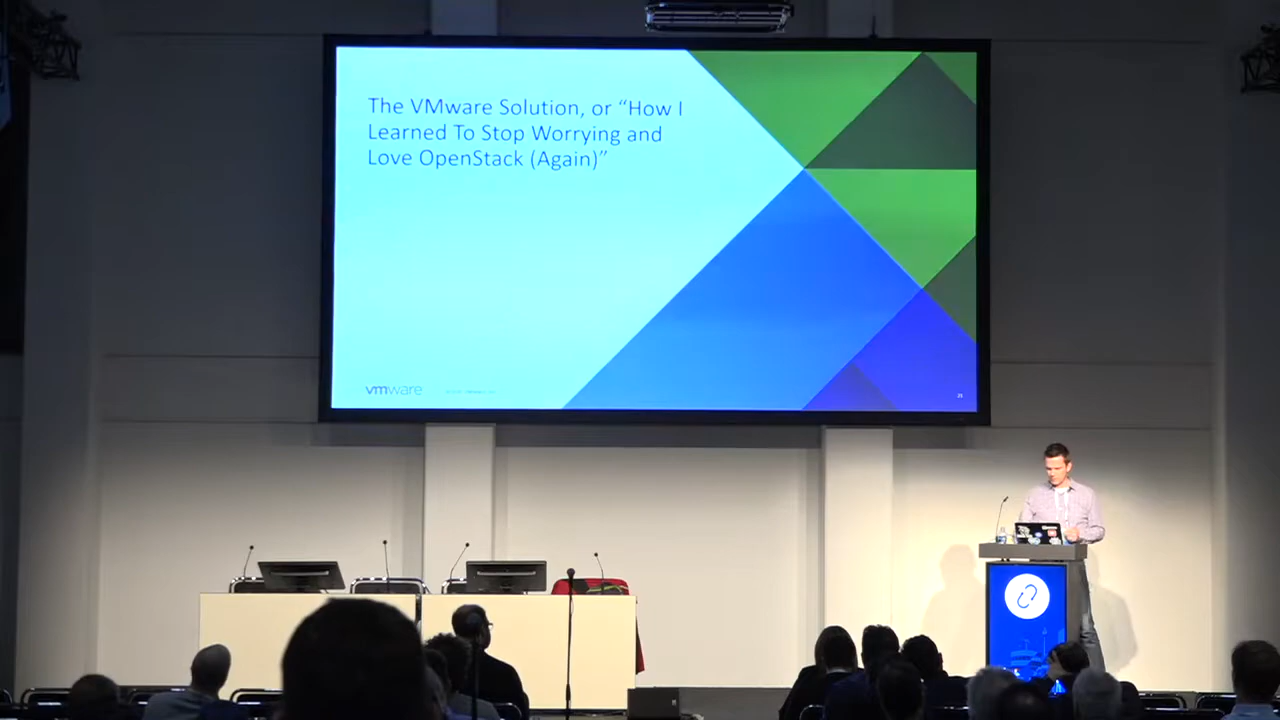 The VMware Solution, or “How I
Learned To Stop Worrying and
Love OpenStack (Again)”
vmware